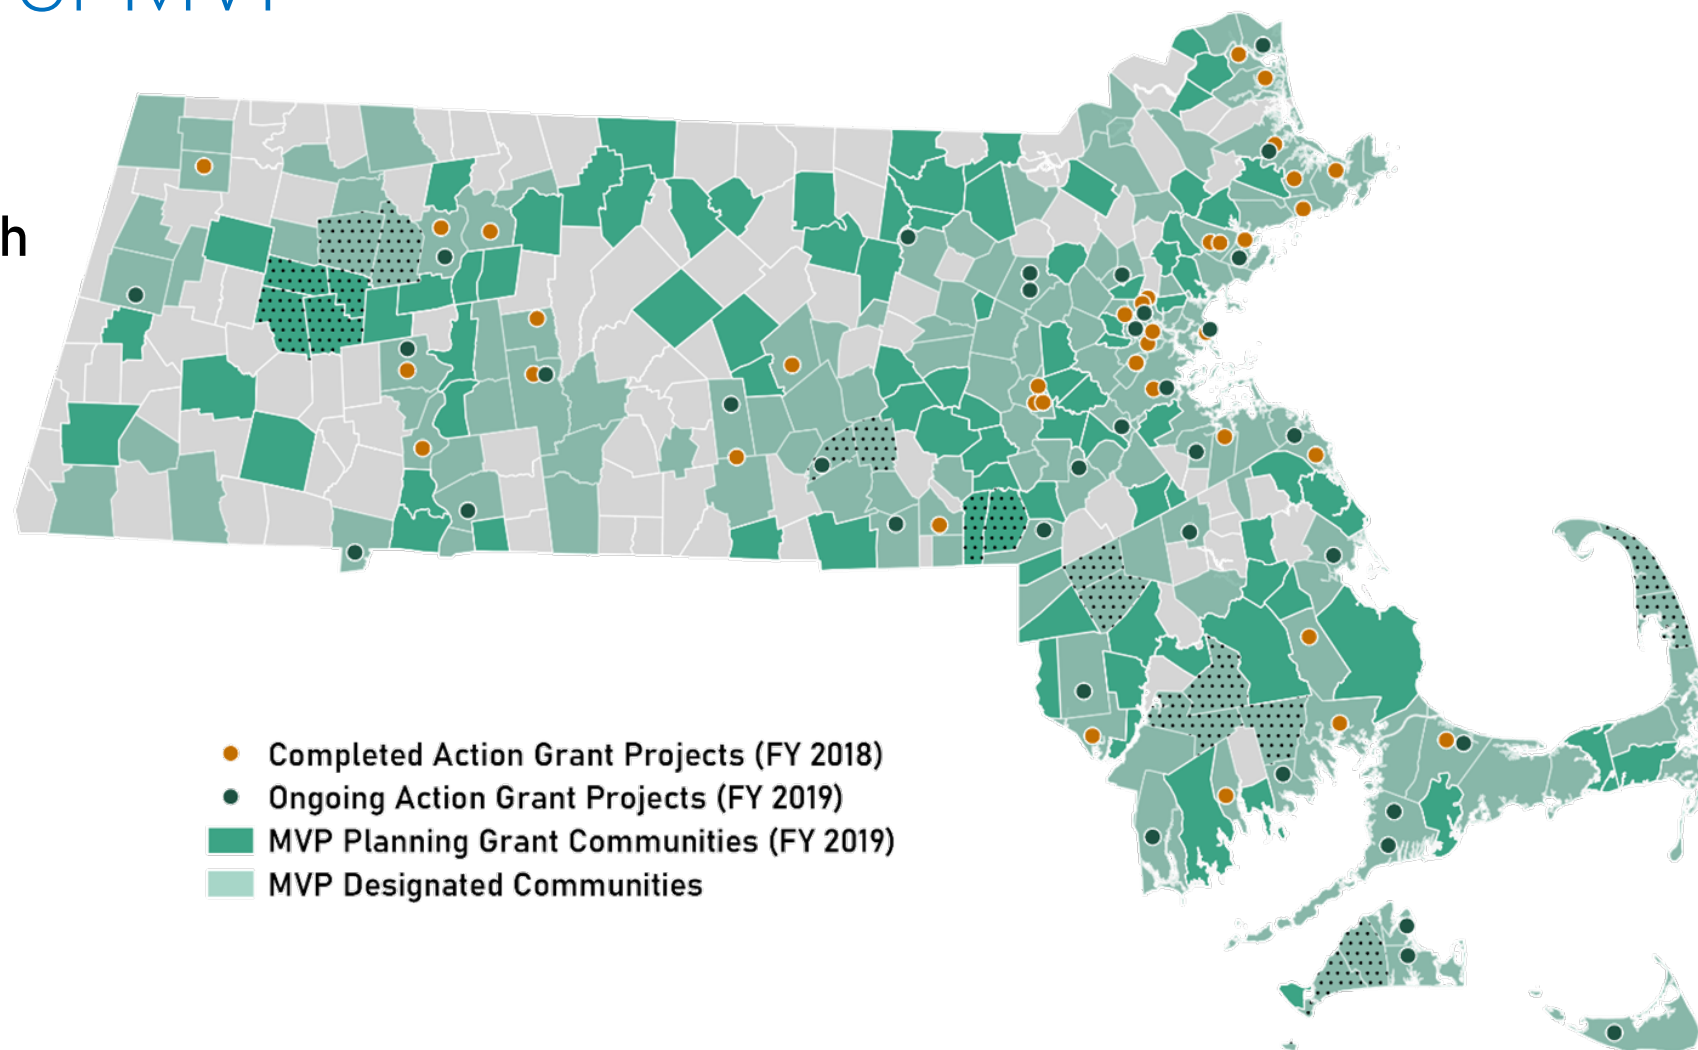 h
Completed Action Grant Projects (FY 2018)
Ongoing Action Grant Projects (FY 2019)
MVP Planning Grant Communities (FY 2019)
MVP Designated Communities